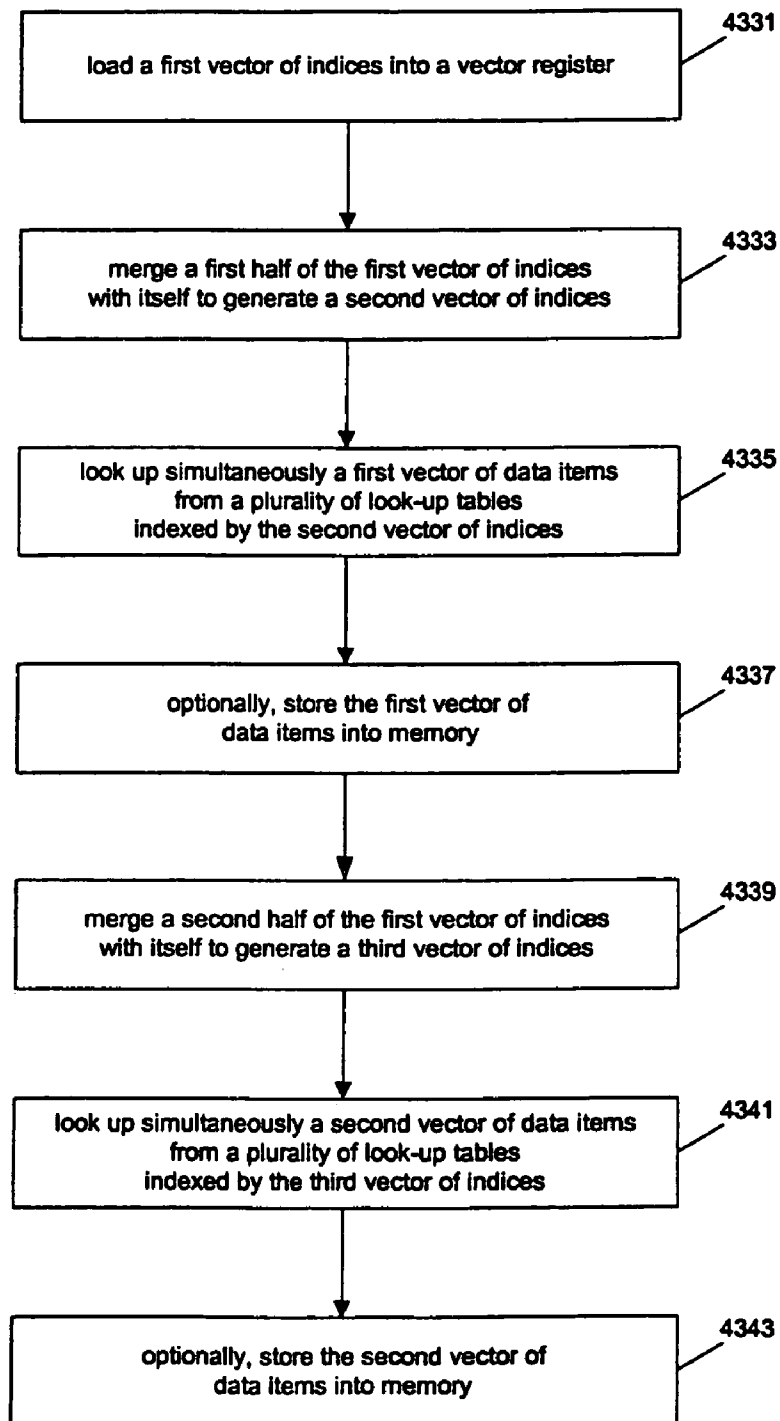 4331
load a first vector of indices into a vector register
4333
merge a first half of the first vector of indices
with itself to generate a second vector of indices
4335
look up simultaneously a first vector of data items
from a plurality of look-up tables
indexed by the second vector of indices
4337
optionally, store the first vector of
data items into memory
4339
merge a second half of the first vector of indices
with itself to generate a third vector of indices
4341
look up simultaneously a second vector of data items
from a plurality of look-up tables
indexed by the third vector of indices
4343
optionally, store the second vector of
data items into memory